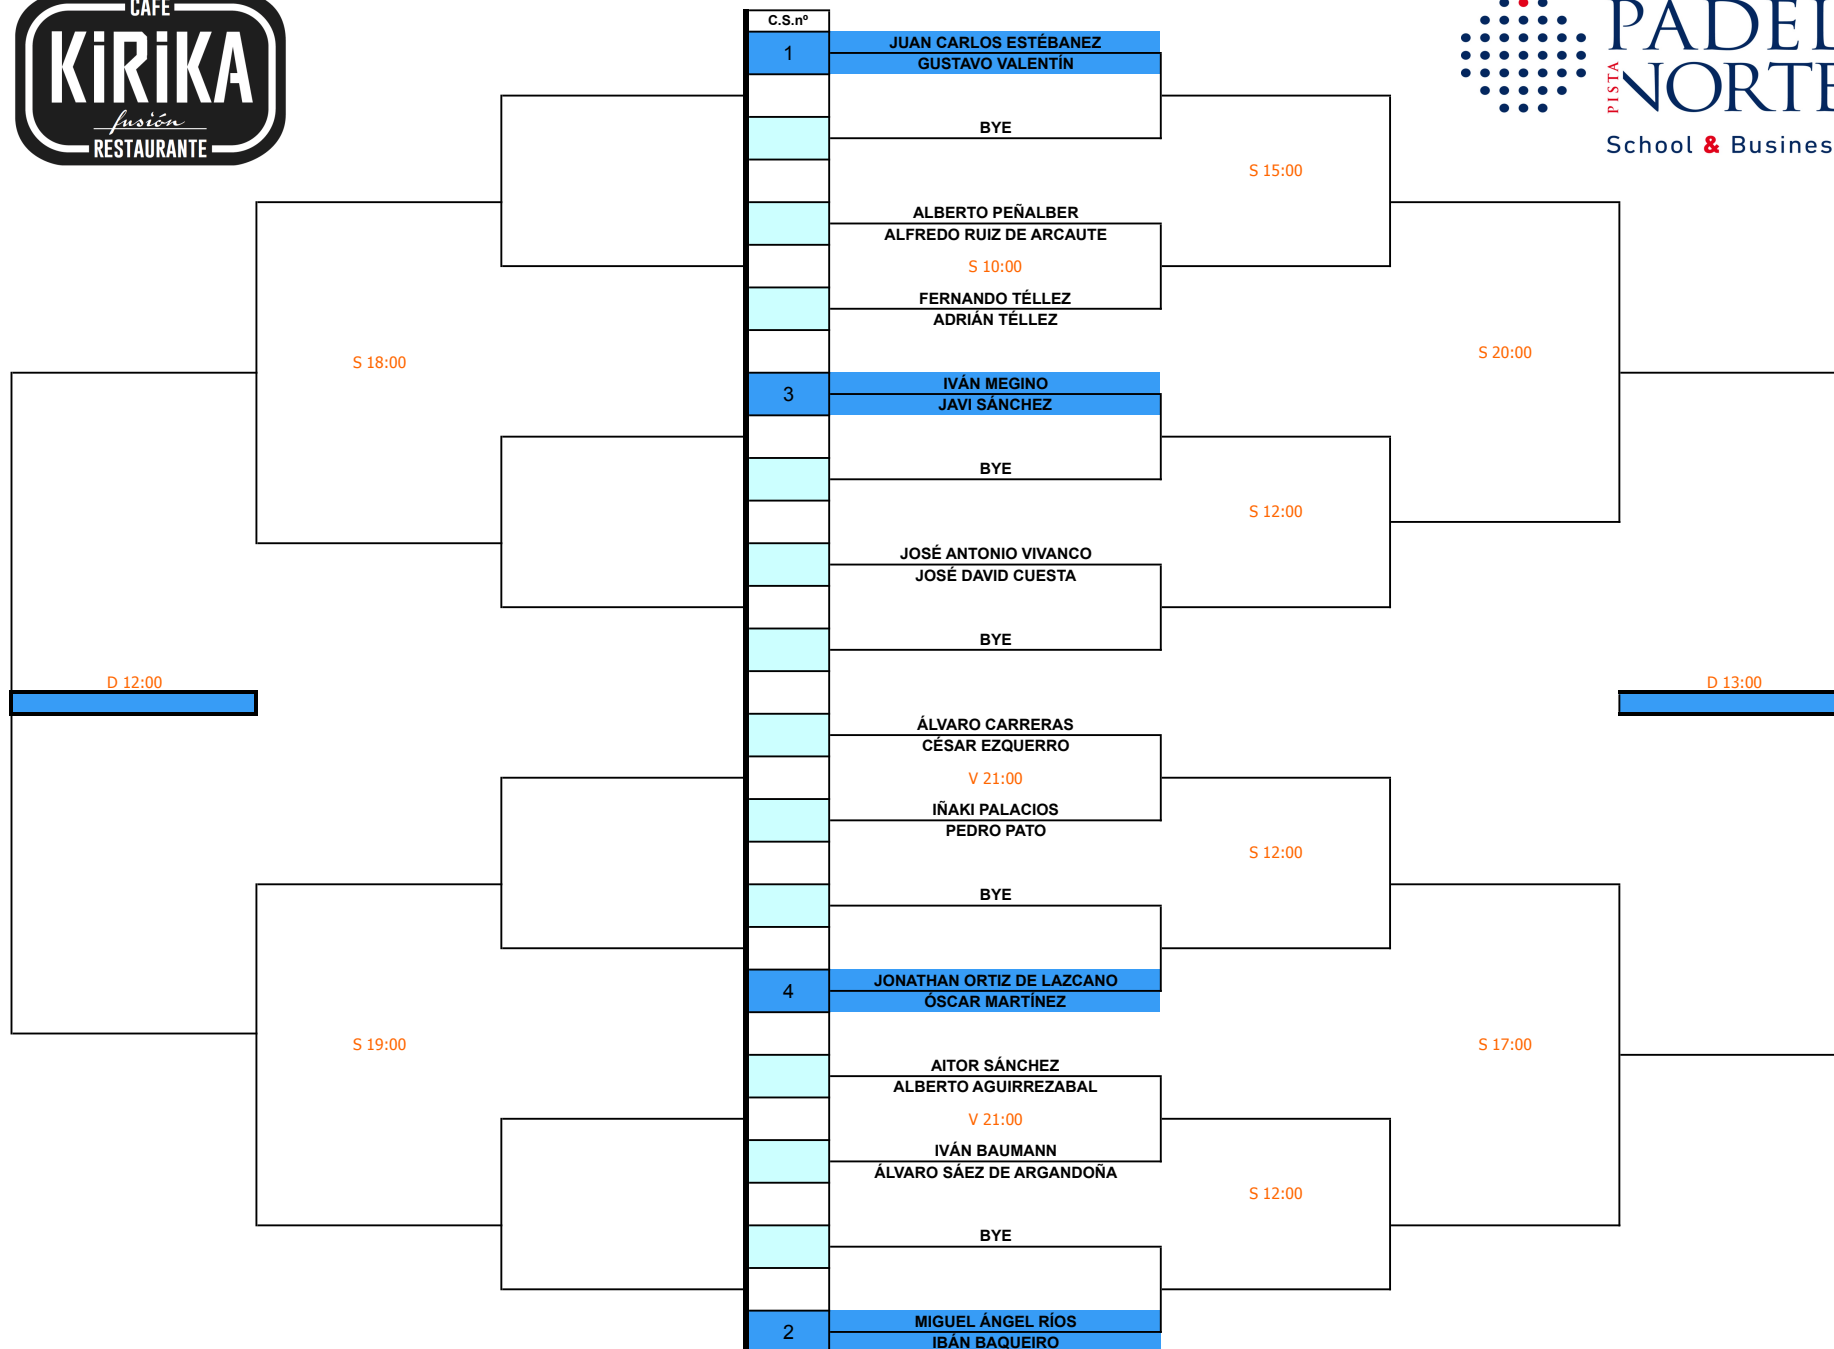 CAFE
KiRiKA
fusión
RESTAURANTE
C.S.nº
PADEL
PISTA
NORTE
School & Busines
1
JUAN CARLOS ESTÉBANEZ
GUSTAVO VALENTÍN
BYE
S 15:00
ALBERTO PEÑALBER
ALFREDO RUIZ DE ARCAUTE
S 10:00
FERNANDO TÉLLEZ
ADRIÁN TÉLLEZ
S 18:00
S 20:00
3
IVÁN MEGINO
JAVI SÁNCHEZ
BYE
S 12:00
JOSÉ ANTONIO VIVANCO
JOSÉ DAVID CUESTA
BYE
D 12:00
D 13:00
ÁLVARO CARRERAS
CÉSAR EZQUERRO
V 21:00
IÑAKI PALACIOS
PEDRO PATO
S 12:00
BYE
4
JONATHAN ORTIZ DE LAZCANO
ÓSCAR MARTÍNEZ
S 19:00
S 17:00
AITOR SÁNCHEZ
ALBERTO AGUIRREZABAL
V 21:00
IVÁN BAUMANN
ÁLVARO SÁEZ DE ARGANDOÑA
S 12:00
BYE
2
MIGUEL ÁNGEL RÍOS
IBÁN BAQUEIRO